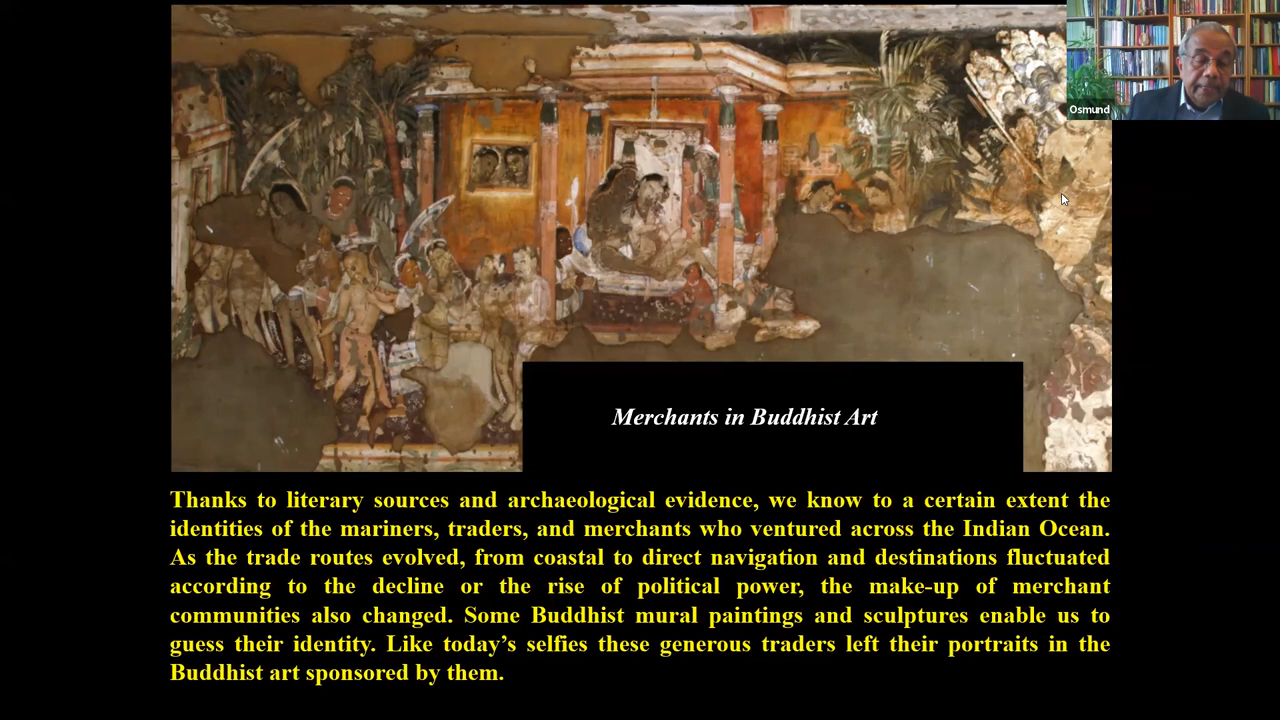 Osmund
Merchants in Buddhist Art
Thanks to literary sources and archaeological evidence, we know to a certain extent the
identities of the mariners, traders, and merchants who ventured across the Indian Ocean.
As the trade routes evolved, from coastal to direct navigation and destinations fluctuated
according to the decline or the rise of political power, the make-up of merchant
communities also changed. Some Buddhist mural paintings and sculptures enable us to
guess their identity. Like today’s selfies these generous traders left their portraits in the
Buddhist art sponsored by them.